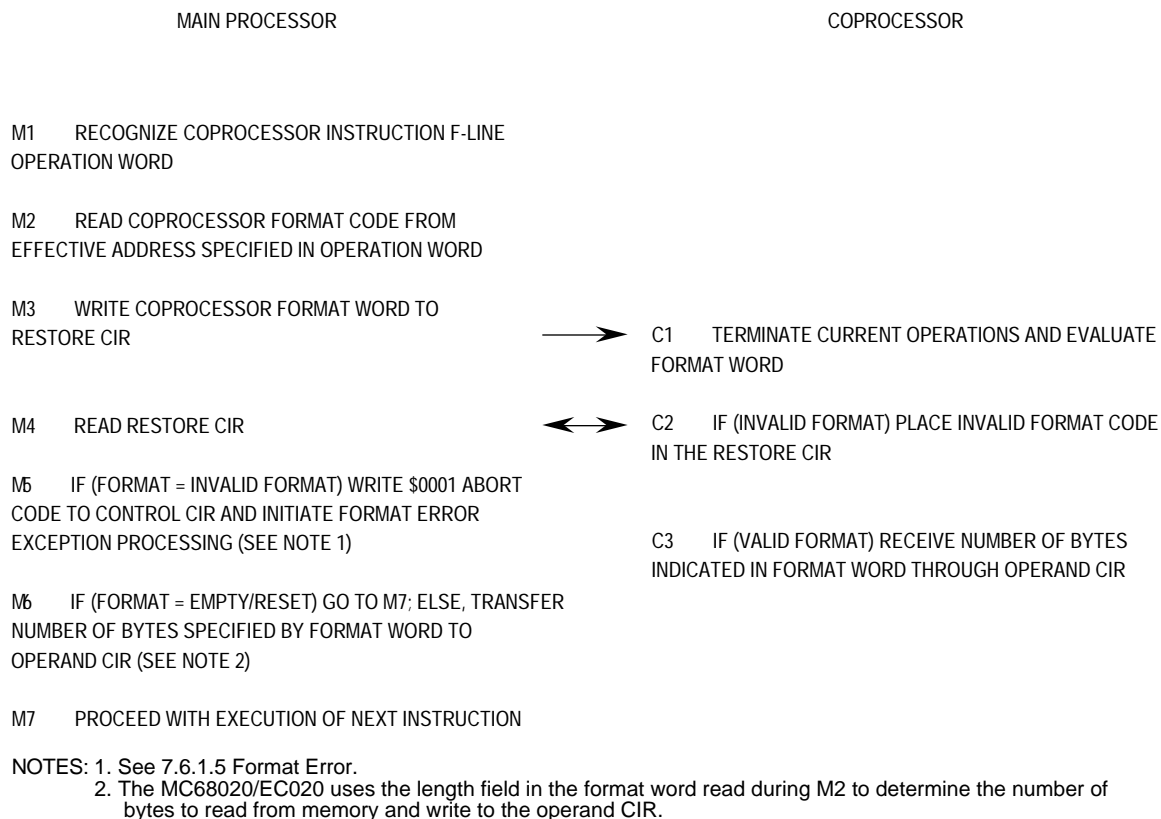 MAIN PROCESSOR
COPROCESSOR
M1 RECOGNIZE COPROCESSOR INSTRUCTION F-LINE
OPERATION WORD
M2 READ COPROCESSOR FORMAT CODE FROM
EFFECTIVE ADDRESS SPECIFIED IN OPERATION WORD
M3 WRITE COPROCESSOR FORMAT WORD TO
RESTORE CIR
M4 READ RESTORE CIR
M5 IF (FORMAT = INVALID FORMAT) WRITE $0001 ABORT
CODE TO CONTROL CIR AND INITIATE FORMAT ERROR
EXCEPTION PROCESSING (SEE NOTE 1)
M6 IF (FORMAT = EMPTY/RESET) GO TO M7; ELSE, TRANSFER
NUMBER OF BYTES SPECIFIED BY FORMAT WORD TO
OPERAND CIR (SEE NOTE 2)
M7 PROCEED WITH EXECUTION OF NEXT INSTRUCTION
C1 TERMINATE CURRENT OPERATIONS AND EVALUATE
FORMAT WORD
C2 IF (INVALID FORMAT) PLACE INVALID FORMAT CODE
IN THE RESTORE CIR
C3 IF (VALID FORMAT) RECEIVE NUMBER OF BYTES
INDICATED IN FORMAT WORD THROUGH OPERAND CIR
NOTES: 1. See 7.6.1.5 Format Error.
2. The MC68020/EC020 uses the length field in the format word read during M2 to determine the number of
bytes to read from memory and write to the operand CIR.